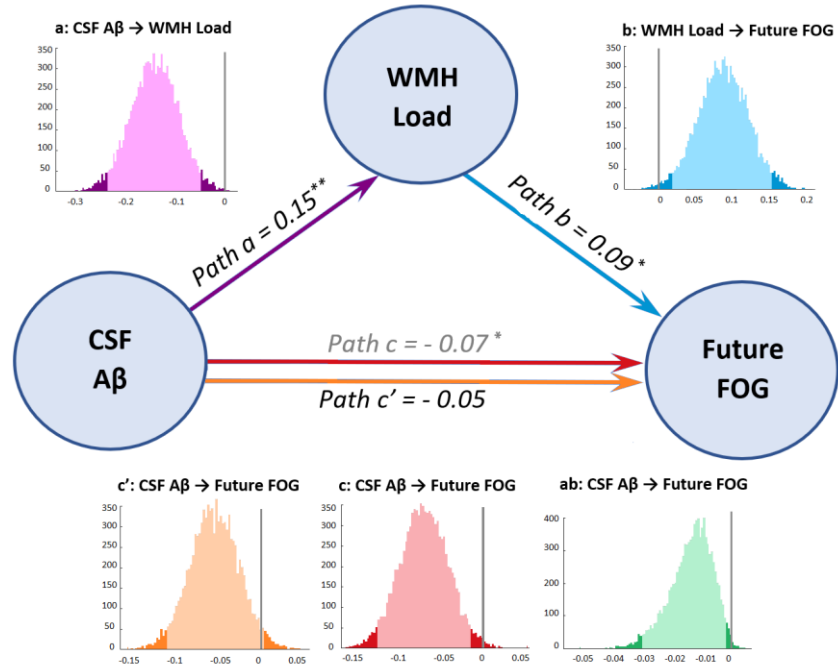 a: CSF Aβ → WMH Load
350
300
250
200
150
100
50
0
-0.3 -0.2 -0.1 0
WMH
Load
b: WMH Load → Future FOG
350
300
250
200
150
100
50
0
0 0.05 0.1 0.15 0.2
Path a = 0.15**
Path b = 0.09 *
CSF
Aβ
Path c = - 0.07 *
Path c’ = - 0.05
Future
FOG
c’: CSF Aβ → Future FOG
350
300
250
200
150
100
50
0
-0.15 -0.1 -0.05 0 0.05
c: CSF Aβ → Future FOG
350
300
250
200
150
100
50
0
-0.15 -0.1 -0.05 0 0.05
ab: CSF Aβ → Future FOG
400
300
200
100
0
-0.05 -0.04 -0.03 -0.02 -0.01 0